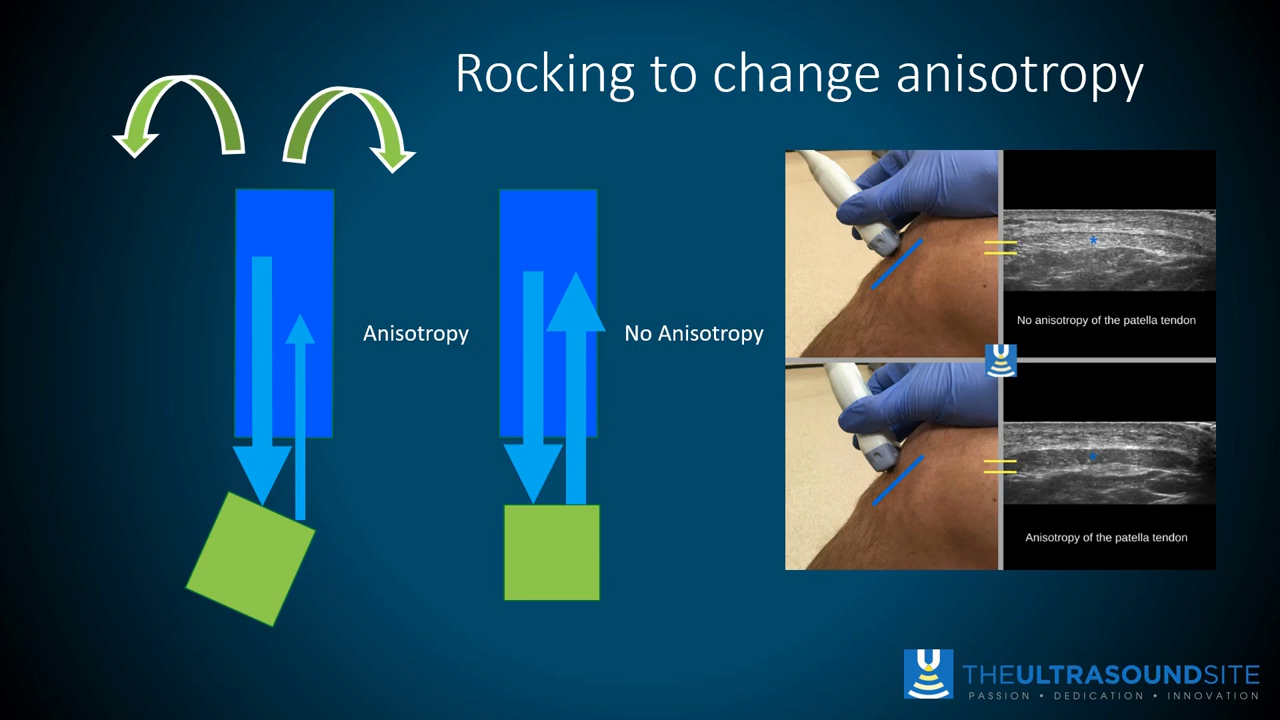 Rocking to change anisotropy
Anisotropy
No Anisotropy
No anisotropy of the patella tendon
Anisotropy of the patella tendon
THEULTRASOUNDSITE
PASSION • DEDICATION • INNOVATION